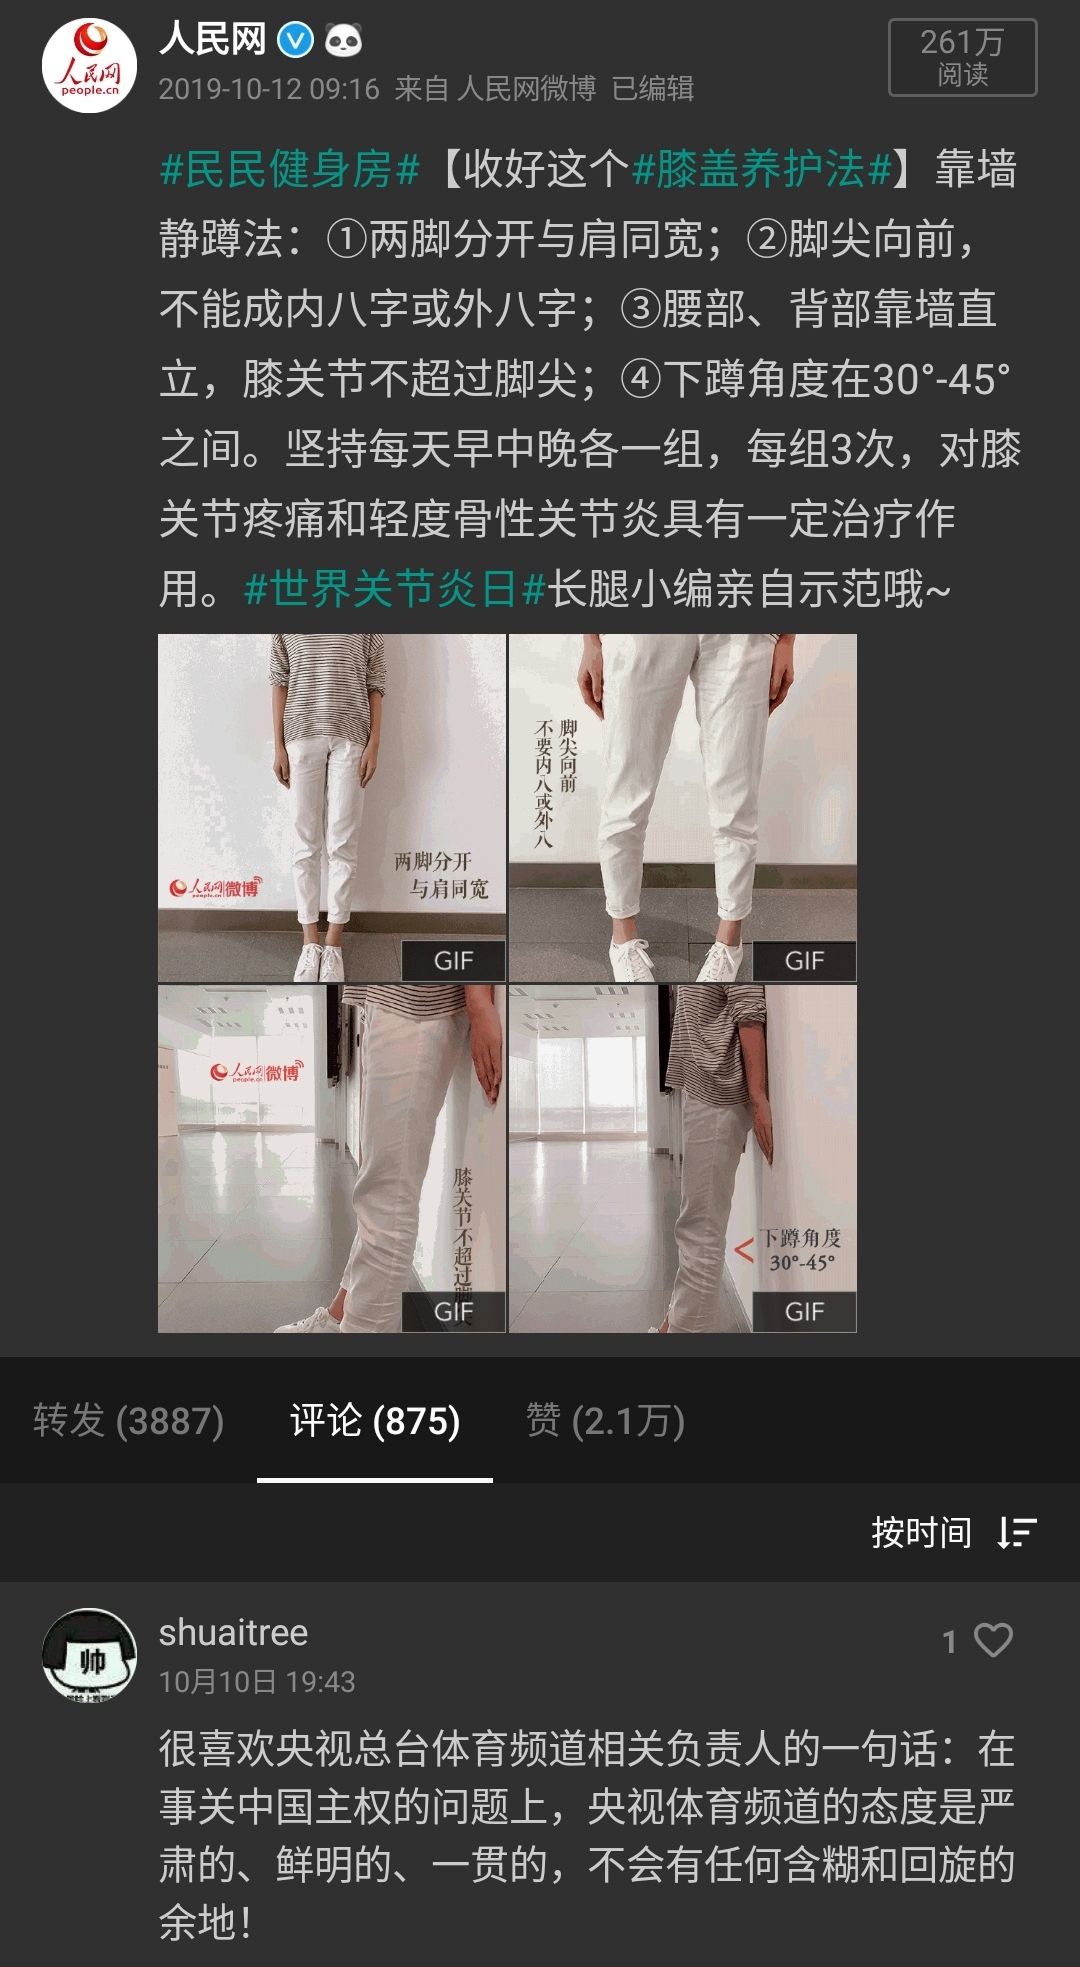 人民网
人民网
people.cn
2019-10-12 09:16 来自 人民网微博 已编辑
261万
阅读
#民民健身房#【收好这个#膝盖养护法#】靠墙
静蹲法：①两脚分开与肩同宽；②脚尖向前，
不能成内八字或外八字；③腰部、背部靠墙直
立，膝关节不超过脚尖；④下蹲角度在30°-45°
之间。坚持每天早中晚各一组，每组3次，对膝
关节疼痛和轻度骨性关节炎具有一定治疗作
用。#世界关节炎日#长腿小编亲自示范哦~
两脚分开
与肩同宽
人民网 微博
people.cn
GIF
脚尖向前
不要内八或外八
GIF
人民网 微博
people.cn
膝关节不超过
GIF
< 下蹲角度
30°-45°
GIF
转发 (3887)
评论 (875)
赞 (2.1万)
按时间
帅
shuaitree
1
10月10日 19:43
很喜欢央视总台体育频道相关负责人的一句话：在
事关中国主权的问题上，央视体育频道的态度是严
肃的、鲜明的、一贯的，不会有任何含糊和回旋的
余地！